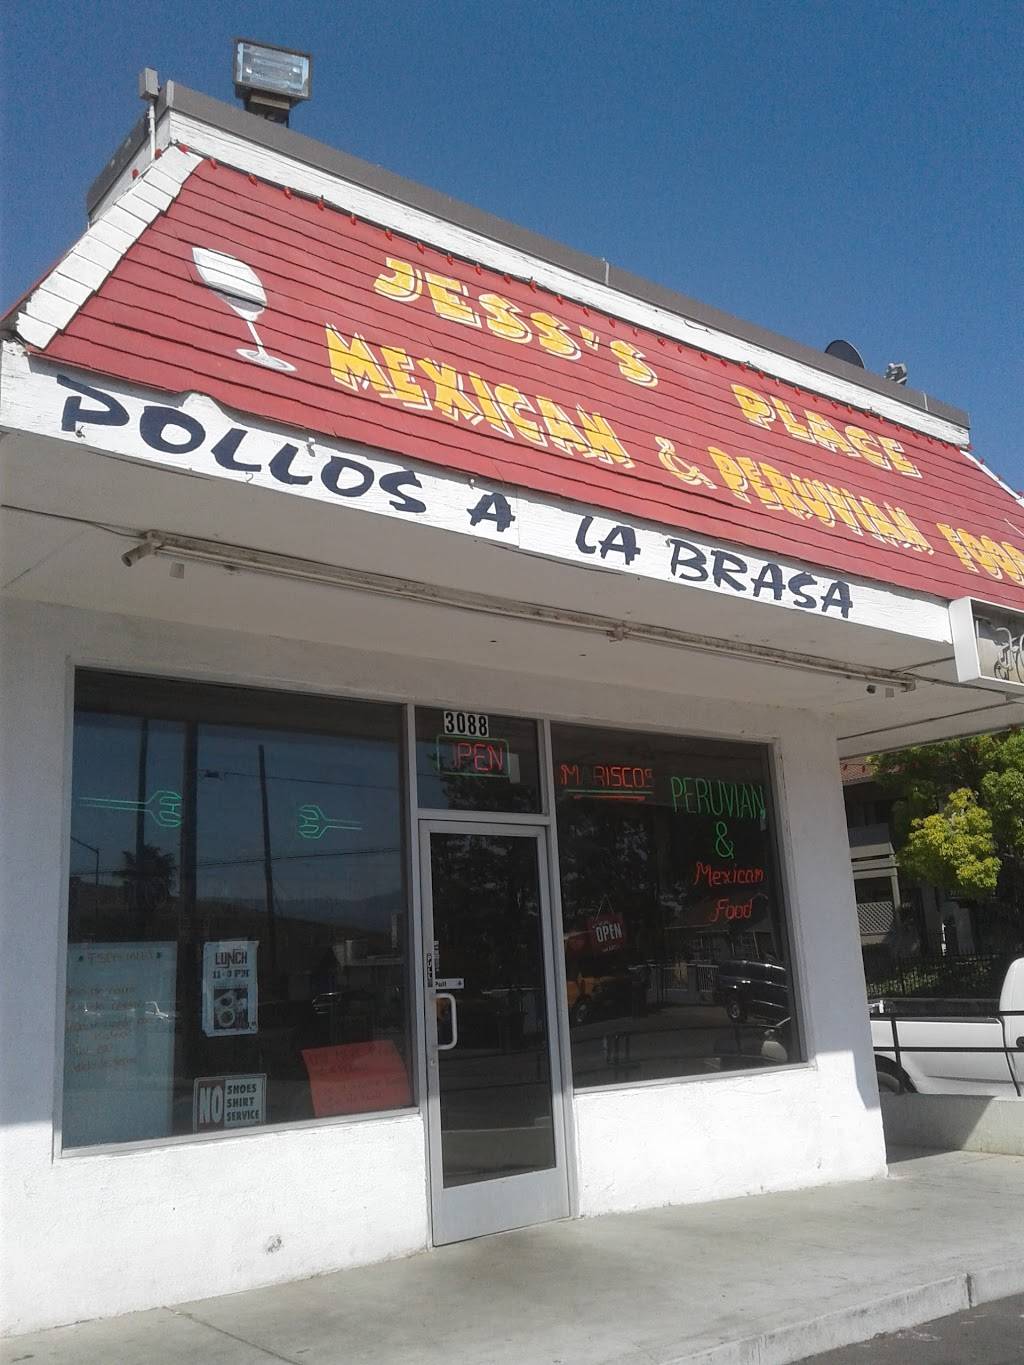 JESS'S PLACE
MEXICAN & PERUVIAN FOOD
POLLOS A LA BRASA
3088
OPEN
MARISCOS
PERUVIAN
&
Mexican
Food
OPEN
LUNCH
Pull
NO SHOES
SHIRT
SERVICE